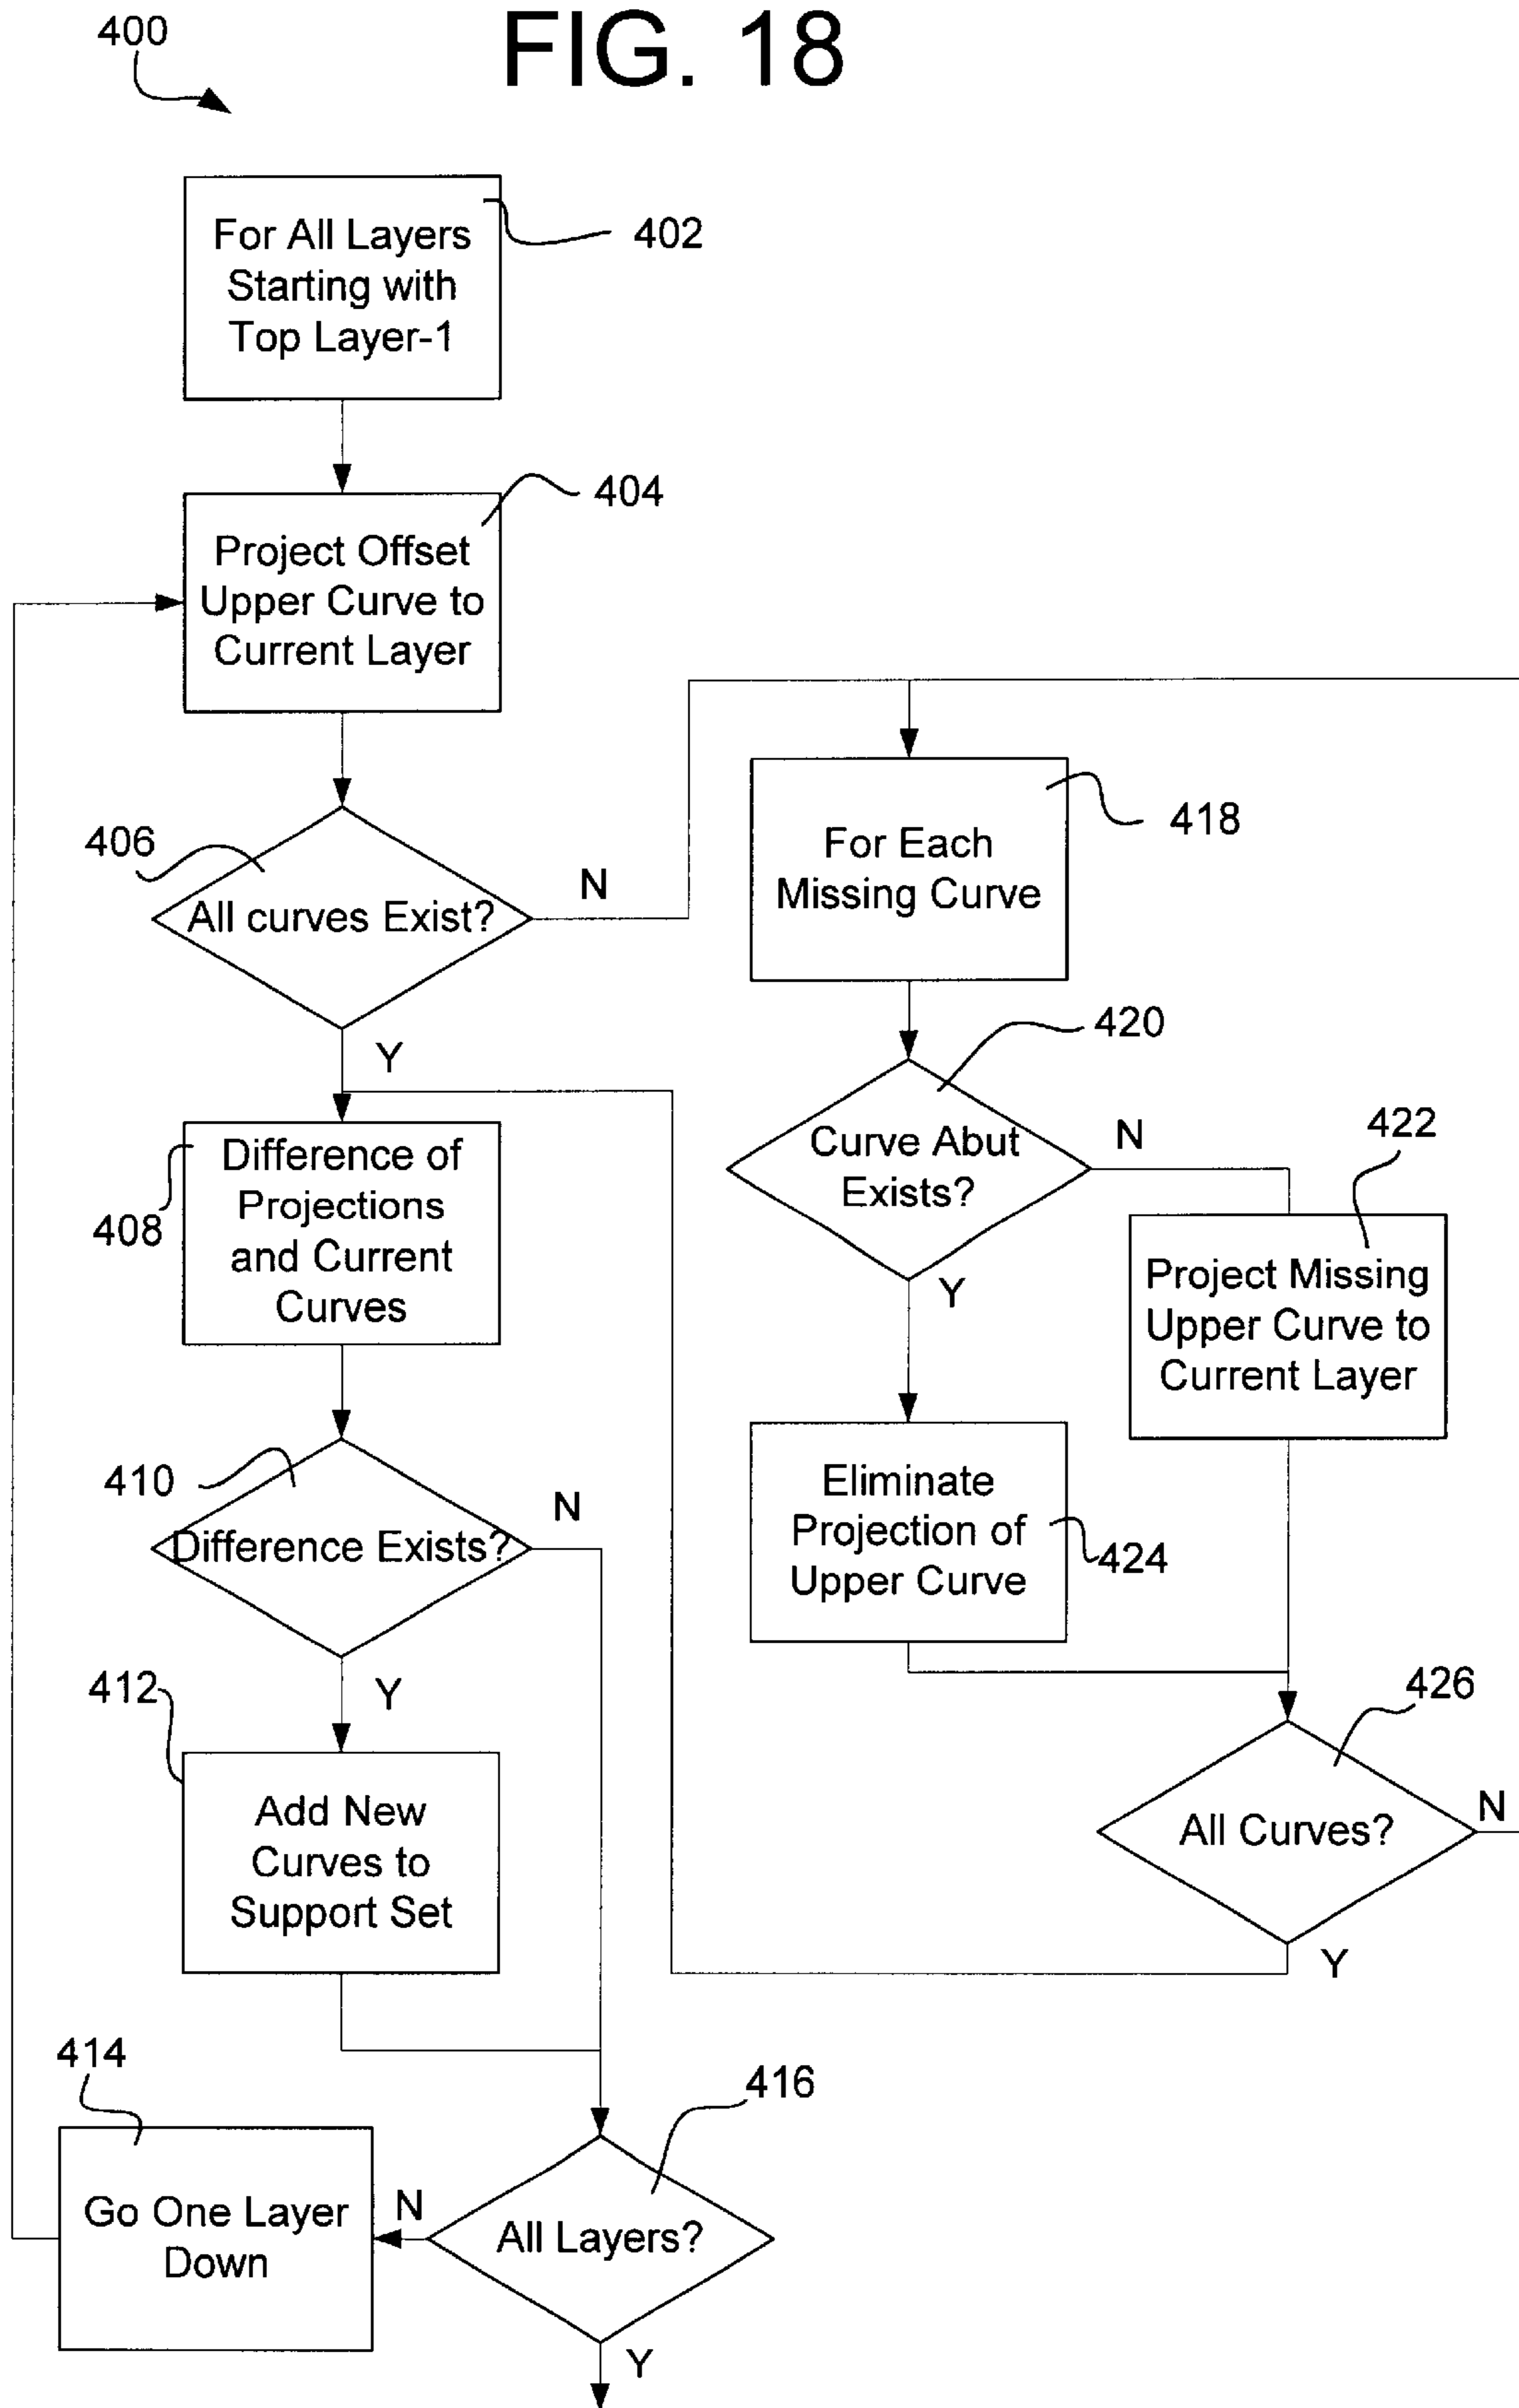 FIG. 18
400
For All Layers
Starting with
Top Layer-1
402
Project Offset
Upper Curve to
Current Layer
404
406
All curves Exist?
N
Y
For Each
Missing Curve
418
420
Curve Abut
Exists?
N
Y
422
Project Missing
Upper Curve to
Current Layer
408
Difference of
Projections
and Current
Curves
410
Difference Exists?
N
Y
Eliminate
Projection of
Upper Curve
424
426
All Curves?
N
Y
412
Add New
Curves to
Support Set
414
Go One Layer
Down
416
All Layers?
N
Y